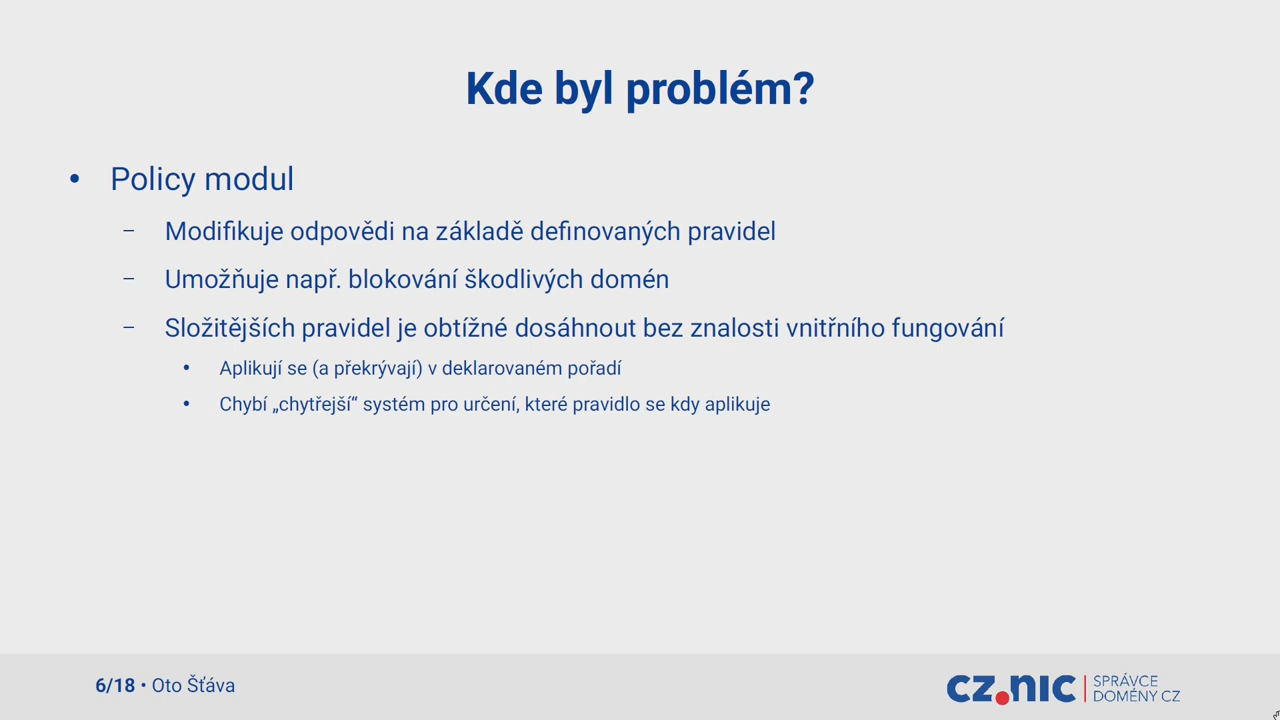 Kde byl problém?
• Policy modul
– Modifikuje odpovědi na základě definovaných pravidel
– Umožňuje např. blokování škodlivých domén
– Složitějších pravidel je obtížné dosáhnout bez znalosti vnitřního fungování
• Aplikují se (a překrývají) v deklarovaném pořadí
• Chybí „chytřejší“ systém pro určení, které pravidlo se kdy aplikuje
6/18 • Oto Šťáva
CZ.NIC | SPRÁVCE
DOMÉNY CZ